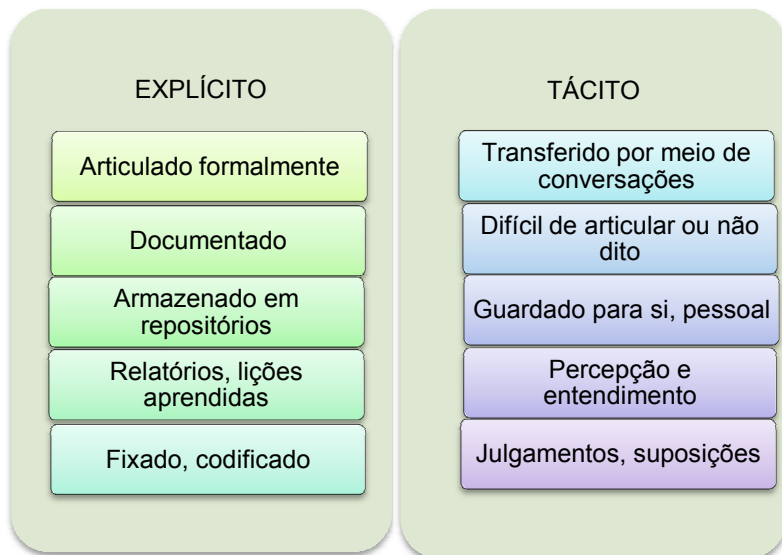 EXPLÍCITO
Articulado formalmente
Documentado
Armazenado em
repositórios
Relatórios, lições
aprendidas
Fixado, codificado
TÁCITO
Transferido por meio de
conversações
Difícil de articular ou não
dito
Guardado para si, pessoal
Percepção e
entendimento
Julgamentos, suposições